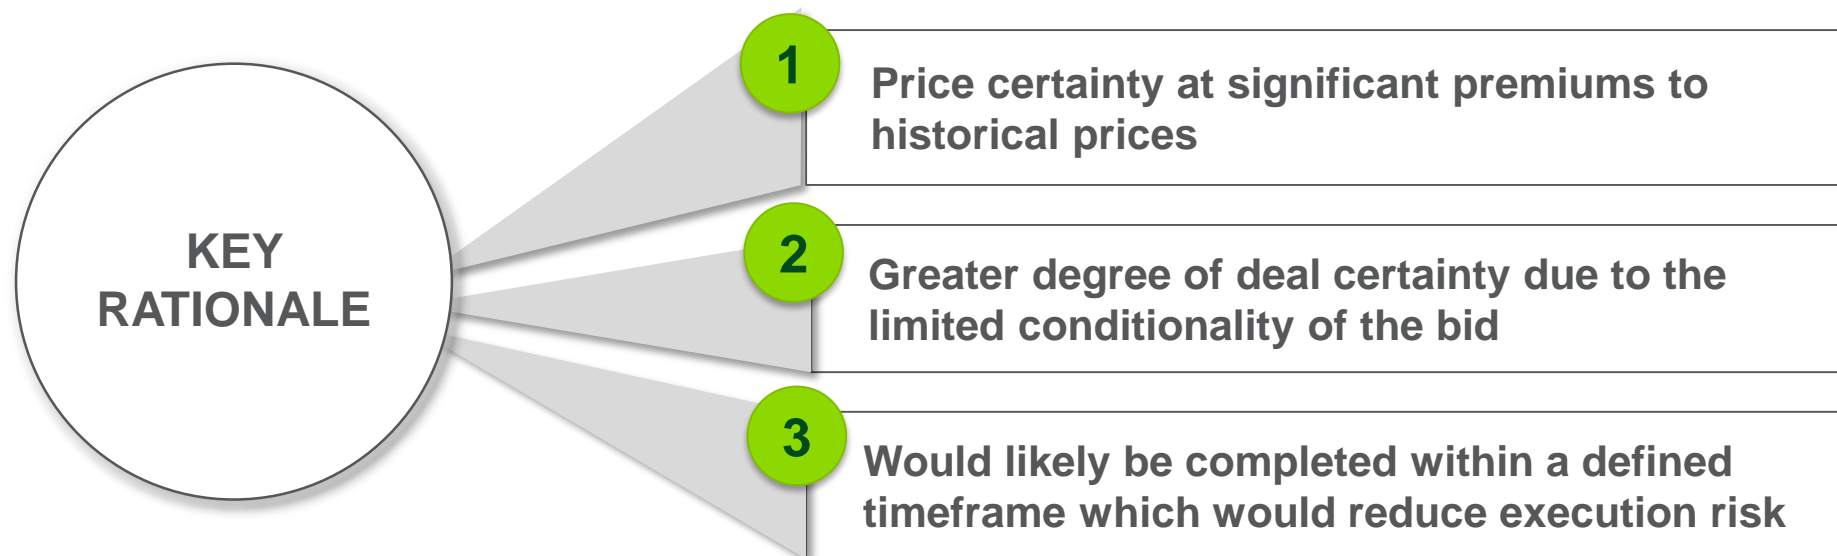 KEY
RATIONALE
1
Price certainty at significant premiums to
historical prices
2
Greater degree of deal certainty due to the
limited conditionality of the bid
3
Would likely be completed within a defined
timeframe which would reduce execution risk